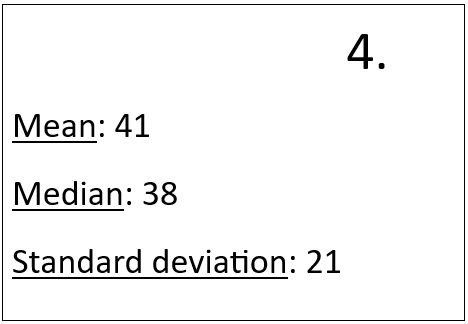 4.
Mean: 41
Median: 38
Standard deviation: 21